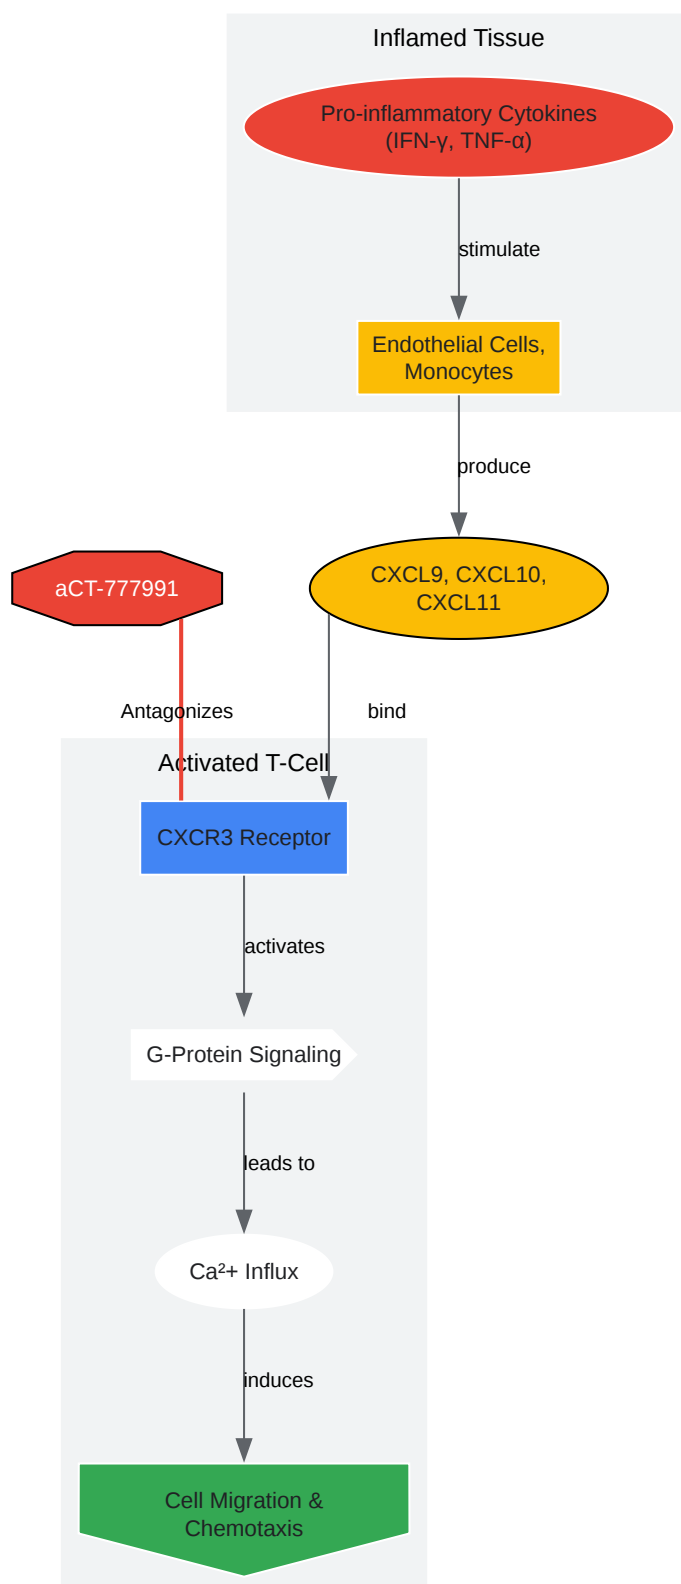 Inflamed Tissue
Pro-inflammatory Cytokines
(IFN-γ, TNF-α)
stimulate
Endothelial Cells,
Monocytes
produce
CXCL9, CXCL10,
CXCL11
aCT-777991
Antagonizes
bind
Activated T-Cell
CXCR3 Receptor
activates
G-Protein Signaling
leads to
Ca²+ Influx
induces
Cell Migration &
Chemotaxis